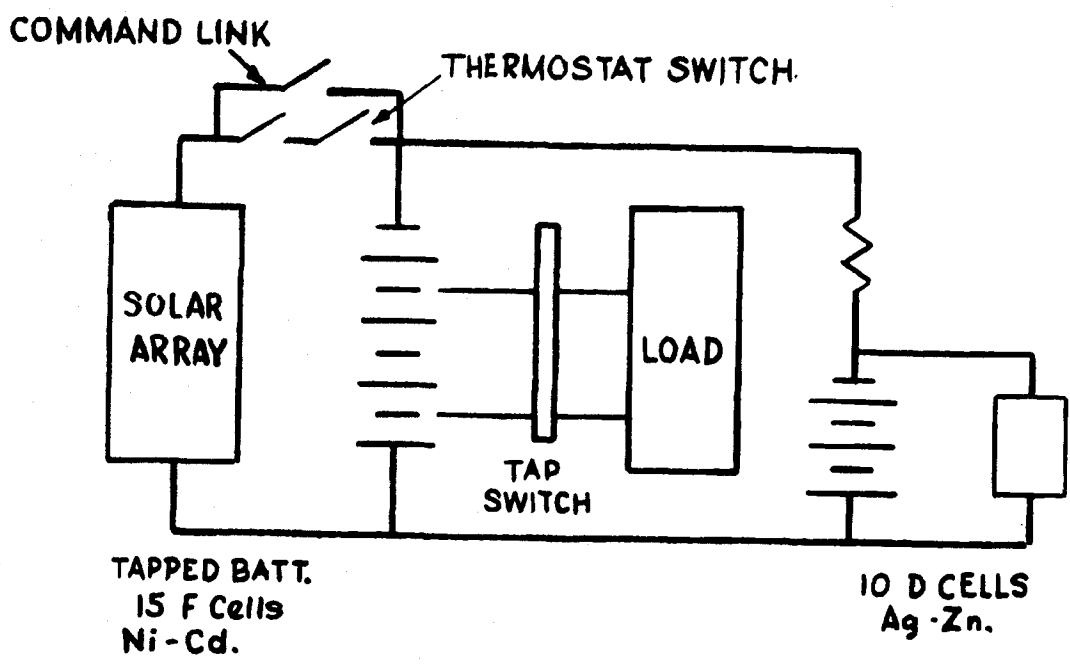 COMMAND LINK
THERMOSTAT SWITCH.
SOLAR
ARRAY
LOAD
TAP
SWITCH
TAPPED BATT.
15 F Cells
Ni-Cd.
10 D CELLS
Ag-Zn.